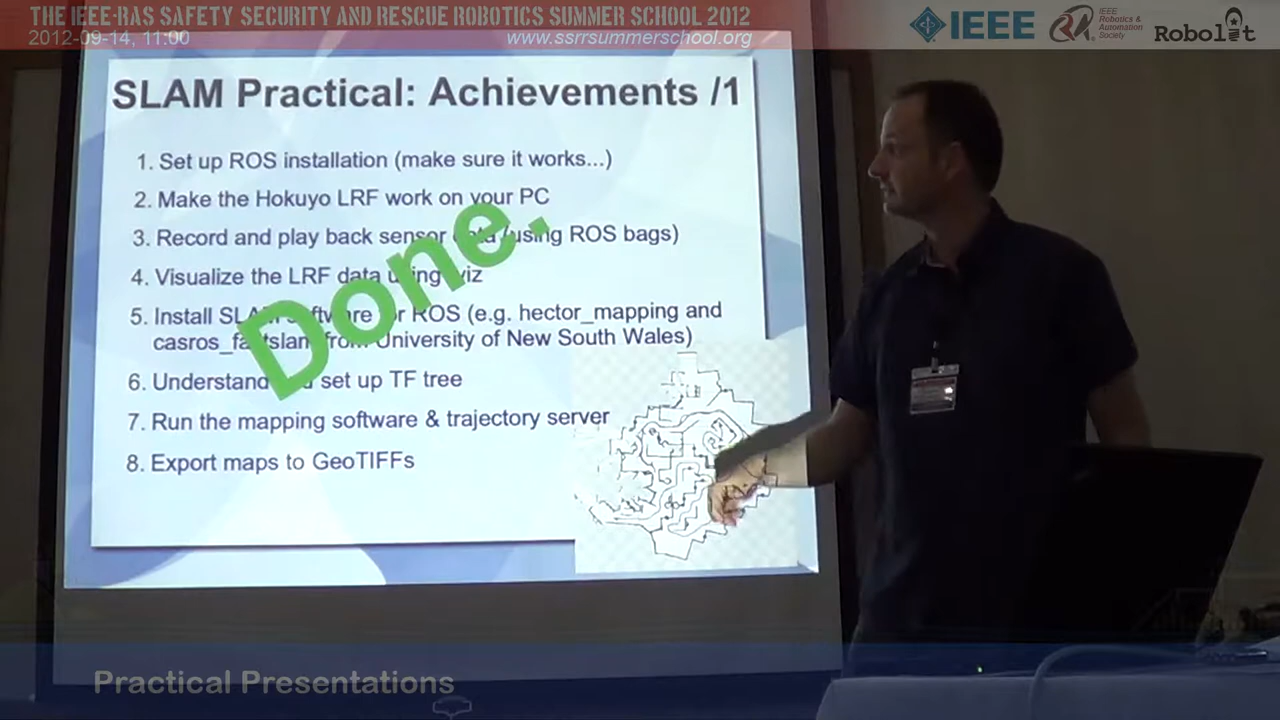 THE IEEE-RAS SAFETY SECURITY AND RESCUE ROBOTICS SUMMER SCHOOL 2012
2012-09-14, 11:00
www.ssrrsummerschool.org
IEEE
IEEE
Robotics &
Automation
Society
Robolit
SLAM Practical: Achievements /1
1. Set up ROS installation (make sure it works...)
2. Make the Hokuyo LRF work on your PC
3. Record and play back sensor data (using ROS bags)
4. Visualize the LRF data using rviz
5. Install SLAM software for ROS (e.g. hector_mapping and
casros_fastslam from University of New South Wales)
6. Understand and set up TF tree
7. Run the mapping software & trajectory server
8. Export maps to GeoTIFFs
Done.
Practical Presentations